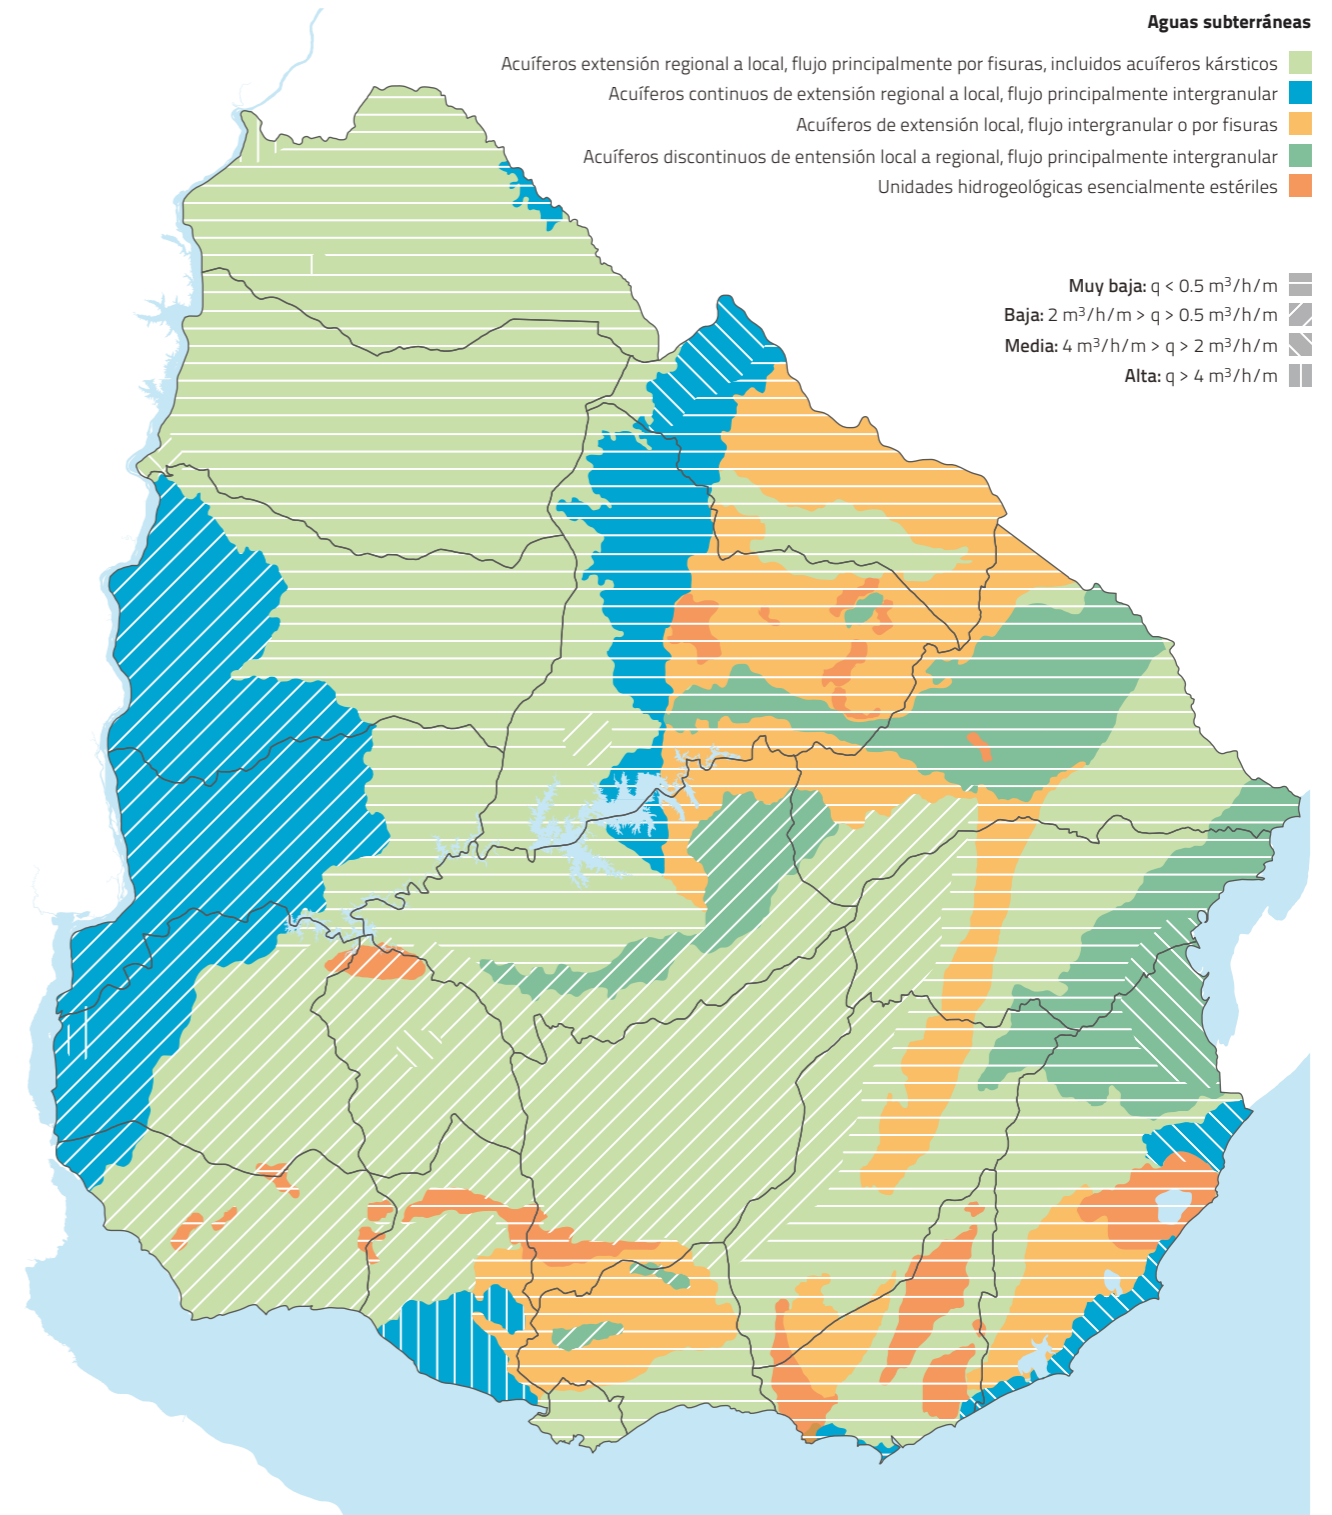 Aguas subterráneas
Acuíferos extensión regional a local, flujo principalmente por fisuras, incluidos acuíferos kársticos
Acuíferos continuos de extensión regional a local, flujo principalmente intergranular
Acuíferos de extensión local, flujo intergranular o por fisuras
Acuíferos discontinuos de entensión local a regional, flujo principalmente intergranular
Unidades hidrogeológicas esencialmente estériles
Muy baja: q < 0.5 m³/h/m
Baja: 2 m³/h/m > q > 0.5 m³/h/m
Media: 4 m³/h/m > q > 2 m³/h/m
Alta: q > 4 m³/h/m